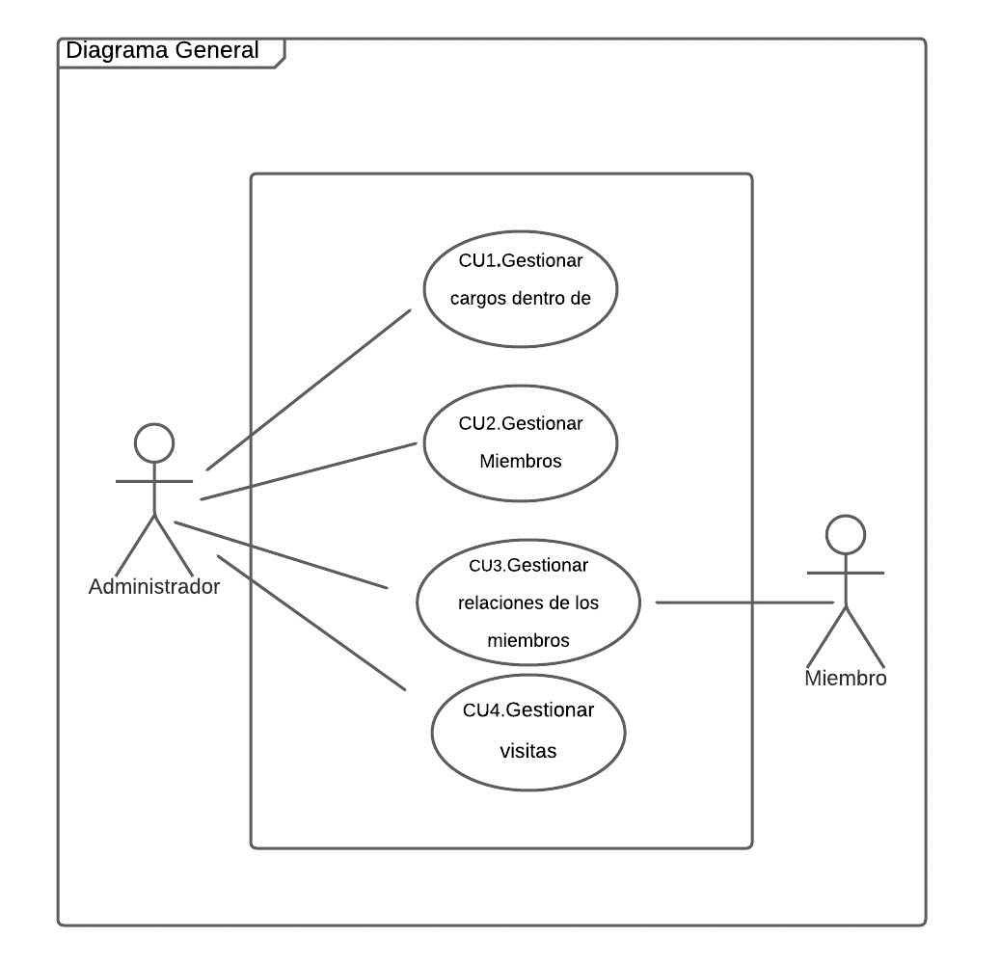 Diagrama General
CU1.Gestionar
cargos dentro de
CU2.Gestionar
Miembros
Administrador
CU3.Gestionar
relaciones de los
miembros
Miembro
CU4.Gestionar
visitas